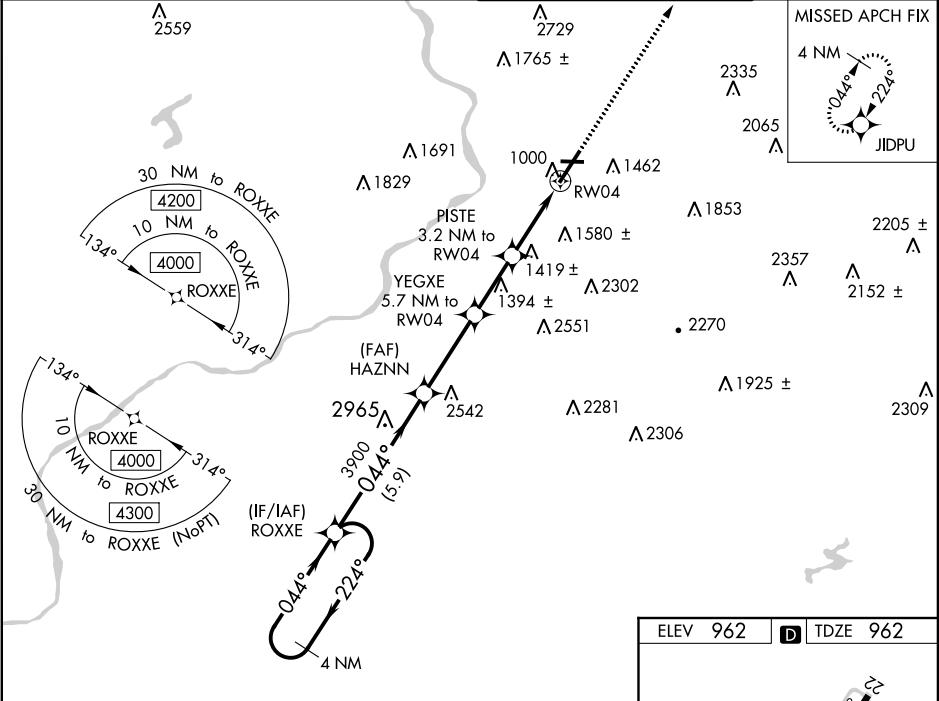 2559
2729
1765 ±
2335
2065
MISSED APCH FIX
4 NM
044°
224°
JIDPU
1691
1829
1000
1462
RW04
1853
2205 ±
30 NM to ROXXE
4200
10 NM to ROXXE
4000
134°
ROXXE
314°
PISTE
3.2 NM to
RW04
1580 ±
1419 ±
2357
2152 ±
YEGXE
5.7 NM to
RW04
1394 ±
2302
2551
2270
(FAF)
HAZNN
2965
2542
2281
2306
1925 ±
2309
134°
ROXXE
314°
4000
10 NM to ROXXE
4300
30 NM to ROXXE (NoPT)
3900
044°
(5.9)
(IF/IAF)
ROXXE
044°
224°
4 NM
ELEV 962
D
TDZE 962
22